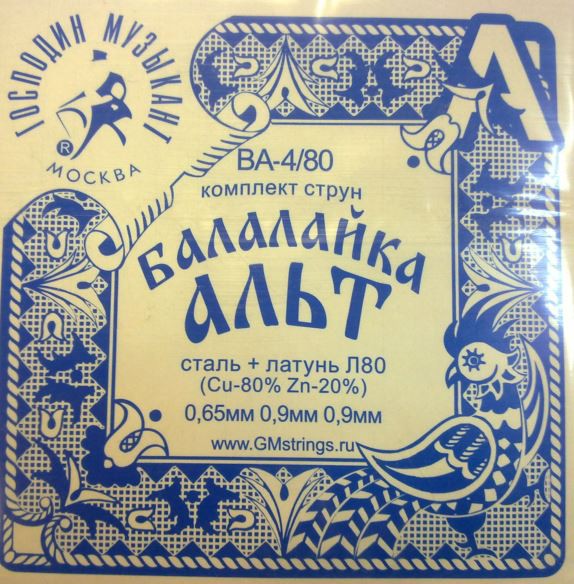 ГОСПОДИН МУЗЫКАНТ
®
МОСКВА
А
ВА-4/80
комплект струн
Балалайка
АЛЬТ
сталь + латунь Л80
(Cu-80% Zn-20%)
0,65мм 0,9мм 0,9мм
www.GMstrings.ru